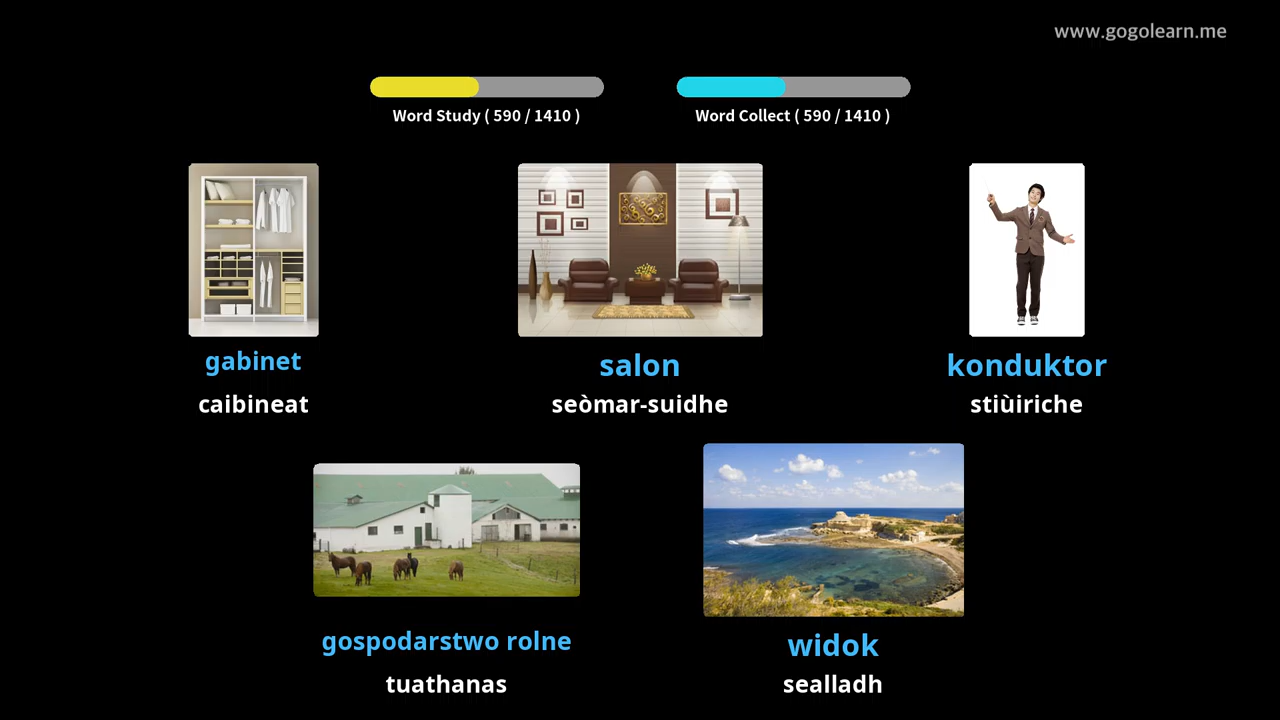 www.gogolearn.me
Word Study ( 590 / 1410 )
Word Collect ( 590 / 1410 )
gabinet
caibineat
salon
seòmar-suidhe
konduktor
stiùiriche
gospodarstwo rolne
tuathanas
widok
sealladh